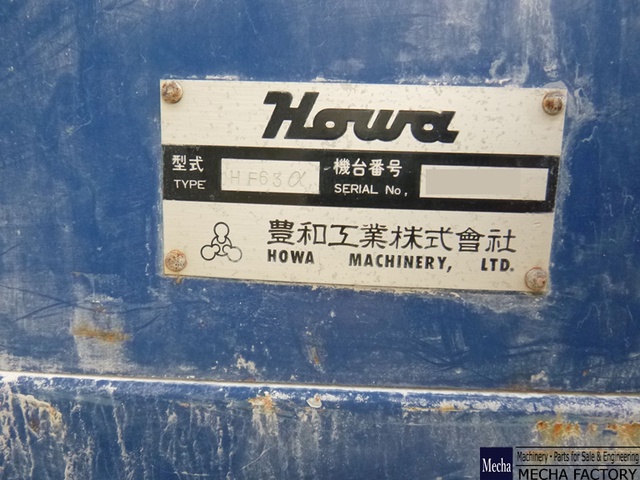 Howa
型式 機台番号
TYPE HF63α SERIAL No,
豊和工業株式會社
HOWA MACHINERY, LTD.
Mecha Machinery・Parts for Sale & Engineering
MECHA FACTORY